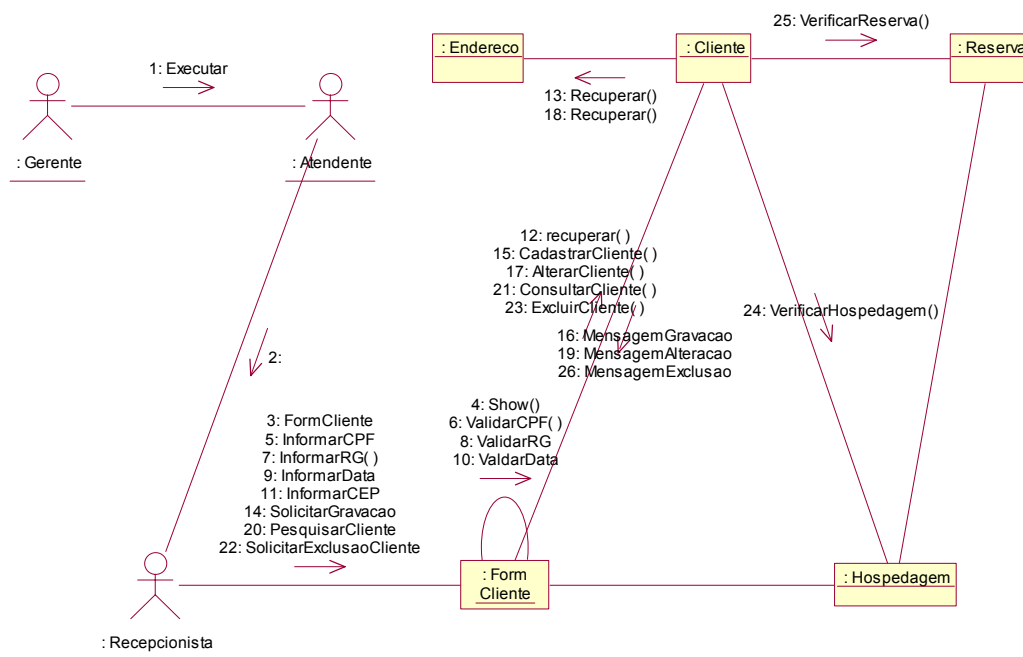 25: VerificarReserva()
: Endereco
: Cliente
: Reserva
1: Executar
13: Recuperar()
18: Recuperar()
: Gerente
: Atendente
12: recuperar( )
15: CadastrarCliente( )
17: AlterarCliente( )
21: ConsultarCliente( )
23: ExcluirCliente( )
24: VerificarHospedagem()
16: MensagemGravacao
19: MensagemAlteracao
26: MensagemExclusao
2:
4: Show()
6: ValidarCPF( )
8: ValidarRG
10: ValdarData
3: FormCliente
5: InformarCPF
7: InformarRG( )
9: InformarData
11: InformarCEP
14: SolicitarGravacao
20: PesquisarCliente
22: SolicitarExclusaoCliente
: Form
Cliente
: Hospedagem
: Recepcionista